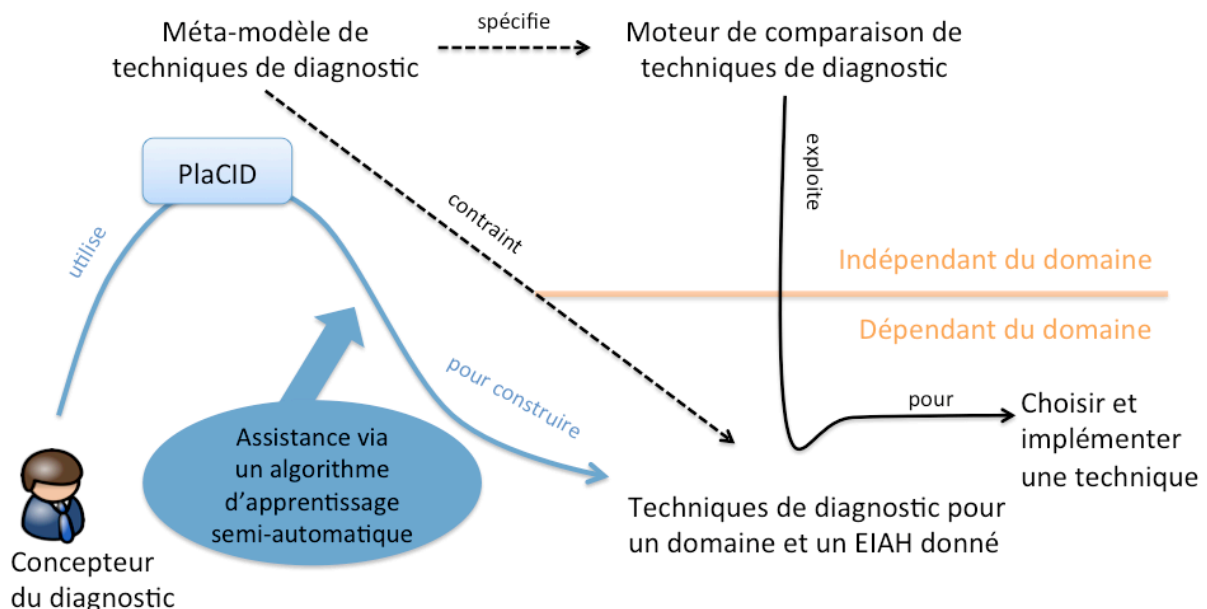 Méta-modèle de
techniques de diagnostic
spécifie
Moteur de comparaison de
techniques de diagnostic
PlaCID
utilise
contraint
exploite
Indépendant du domaine
Dépendant du domaine
pour construire
pour
Choisir et
implémenter
une technique
Assistance via
un algorithme
d'apprentissage
semi-automatique
Techniques de diagnostic pour
un domaine et un EIAH donné
Concepteur
du diagnostic